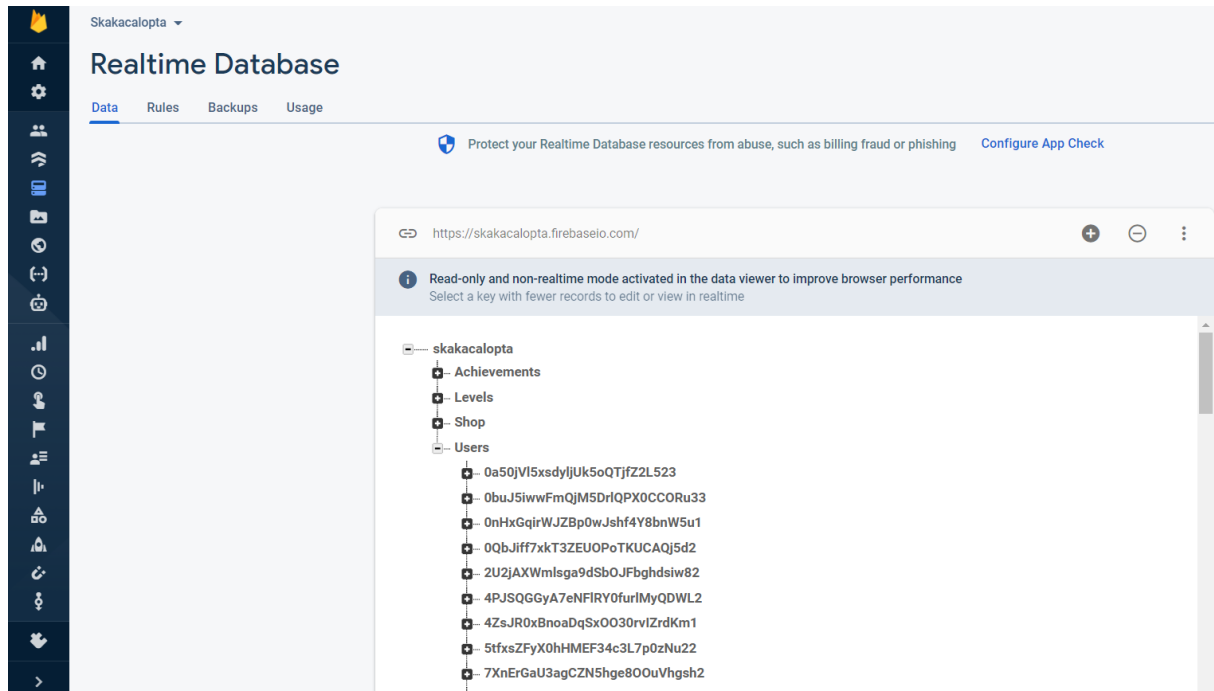 Skakacalopta
Realtime Database
Data Rules Backups Usage
Protect your Realtime Database resources from abuse, such as billing fraud or phishing Configure App Check
https://skakacalopta.firebaseio.com/
Read-only and non-realtime mode activated in the data viewer to improve browser performance
Select a key with fewer records to edit or view in realtime
skakacalopta
Achievements
Levels
Shop
Users
0a50jVl5xsdyljUk5oQTjfZ2L523
0buJ5iwwFmQjM5DrlQPX0CCORu33
0nHxGqirWJZBp0wJshf4Y8bnW5u1
0QbJiff7xkT3ZEUOPoTKUCAQj5d2
2U2jAXWmlsga9dSbOJFbghdsiw82
4PJSQGGyA7eNFlRY0furlMyQDWL2
4ZsJR0xBnoaDqSxOO30rvIZrdKm1
5tfxsZFyX0hHMEF34c3L7p0zNu22
7XnErGaU3agCZN5hge8OOuVhgsh2